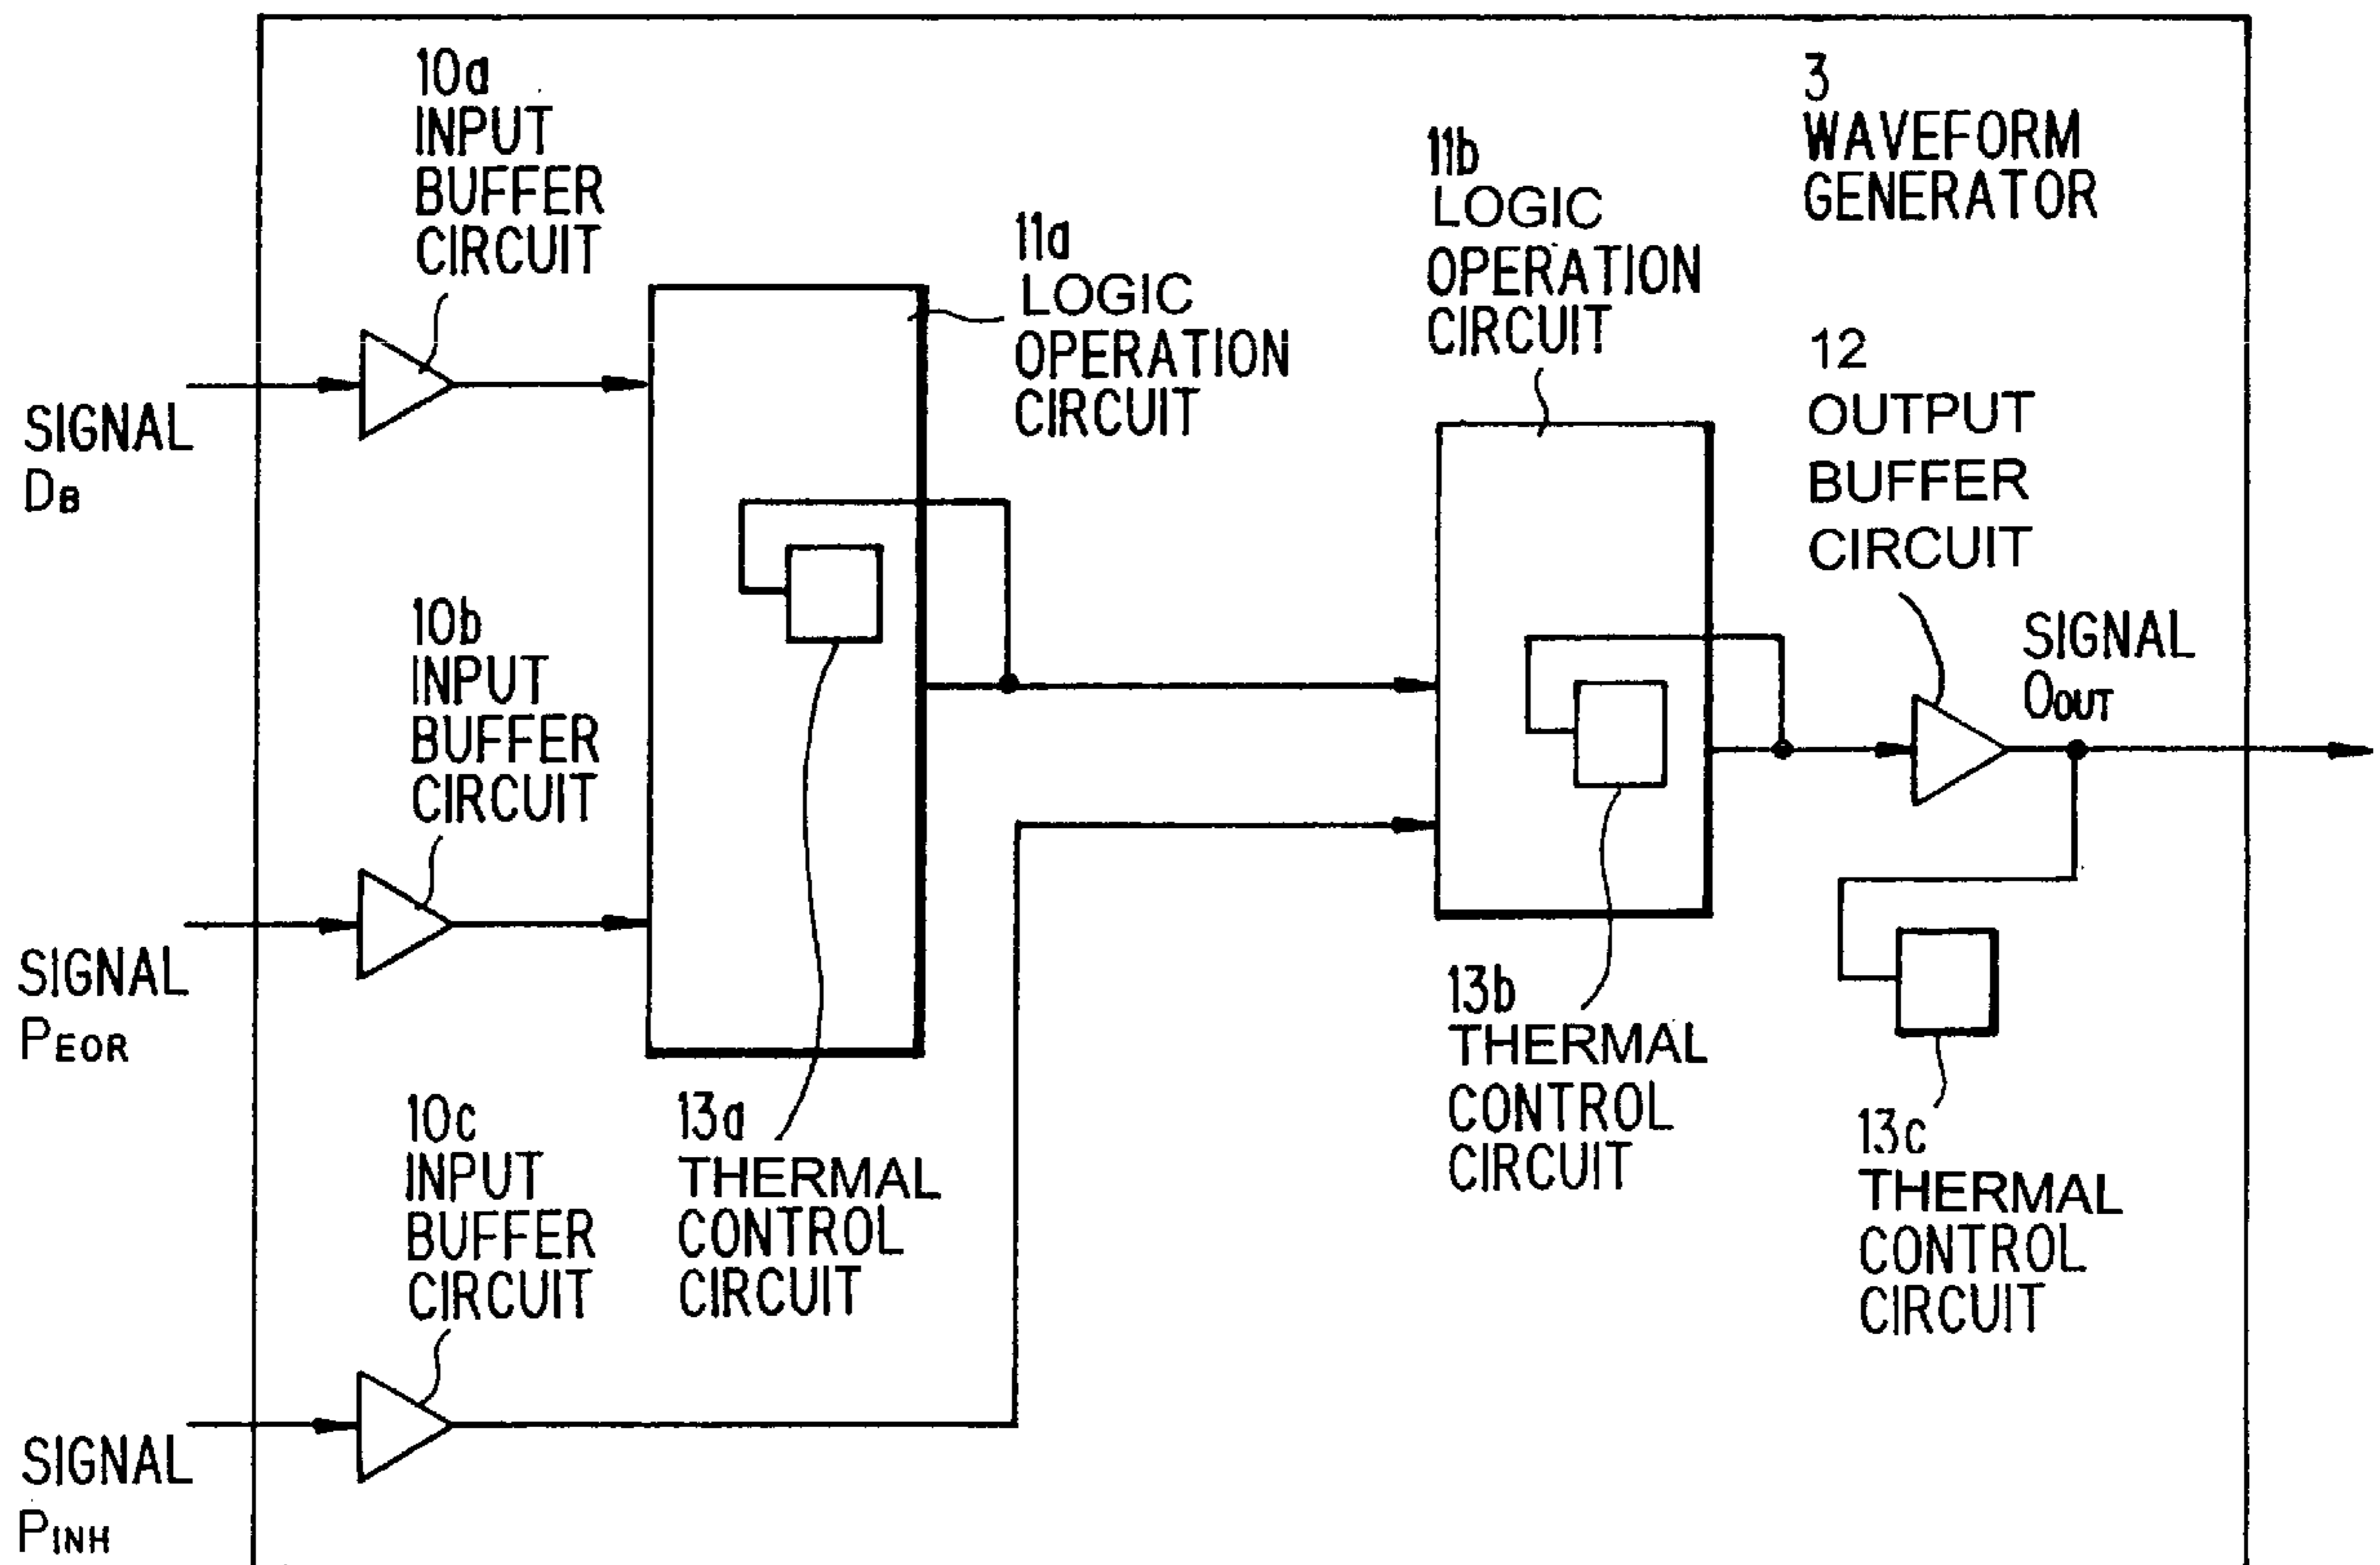 10a
INPUT
BUFFER
CIRCUIT
11a
LOGIC
OPERATION
CIRCUIT
11b
LOGIC
OPERATION
CIRCUIT
3
WAVEFORM
GENERATOR
12
OUTPUT
BUFFER
CIRCUIT
SIGNAL
DB
10b
INPUT
BUFFER
CIRCUIT
SIGNAL
OOUT
SIGNAL
PEOR
13a
THERMAL
CONTROL
CIRCUIT
13b
THERMAL
CONTROL
CIRCUIT
13c
THERMAL
CONTROL
CIRCUIT
10c
INPUT
BUFFER
CIRCUIT
SIGNAL
PINH